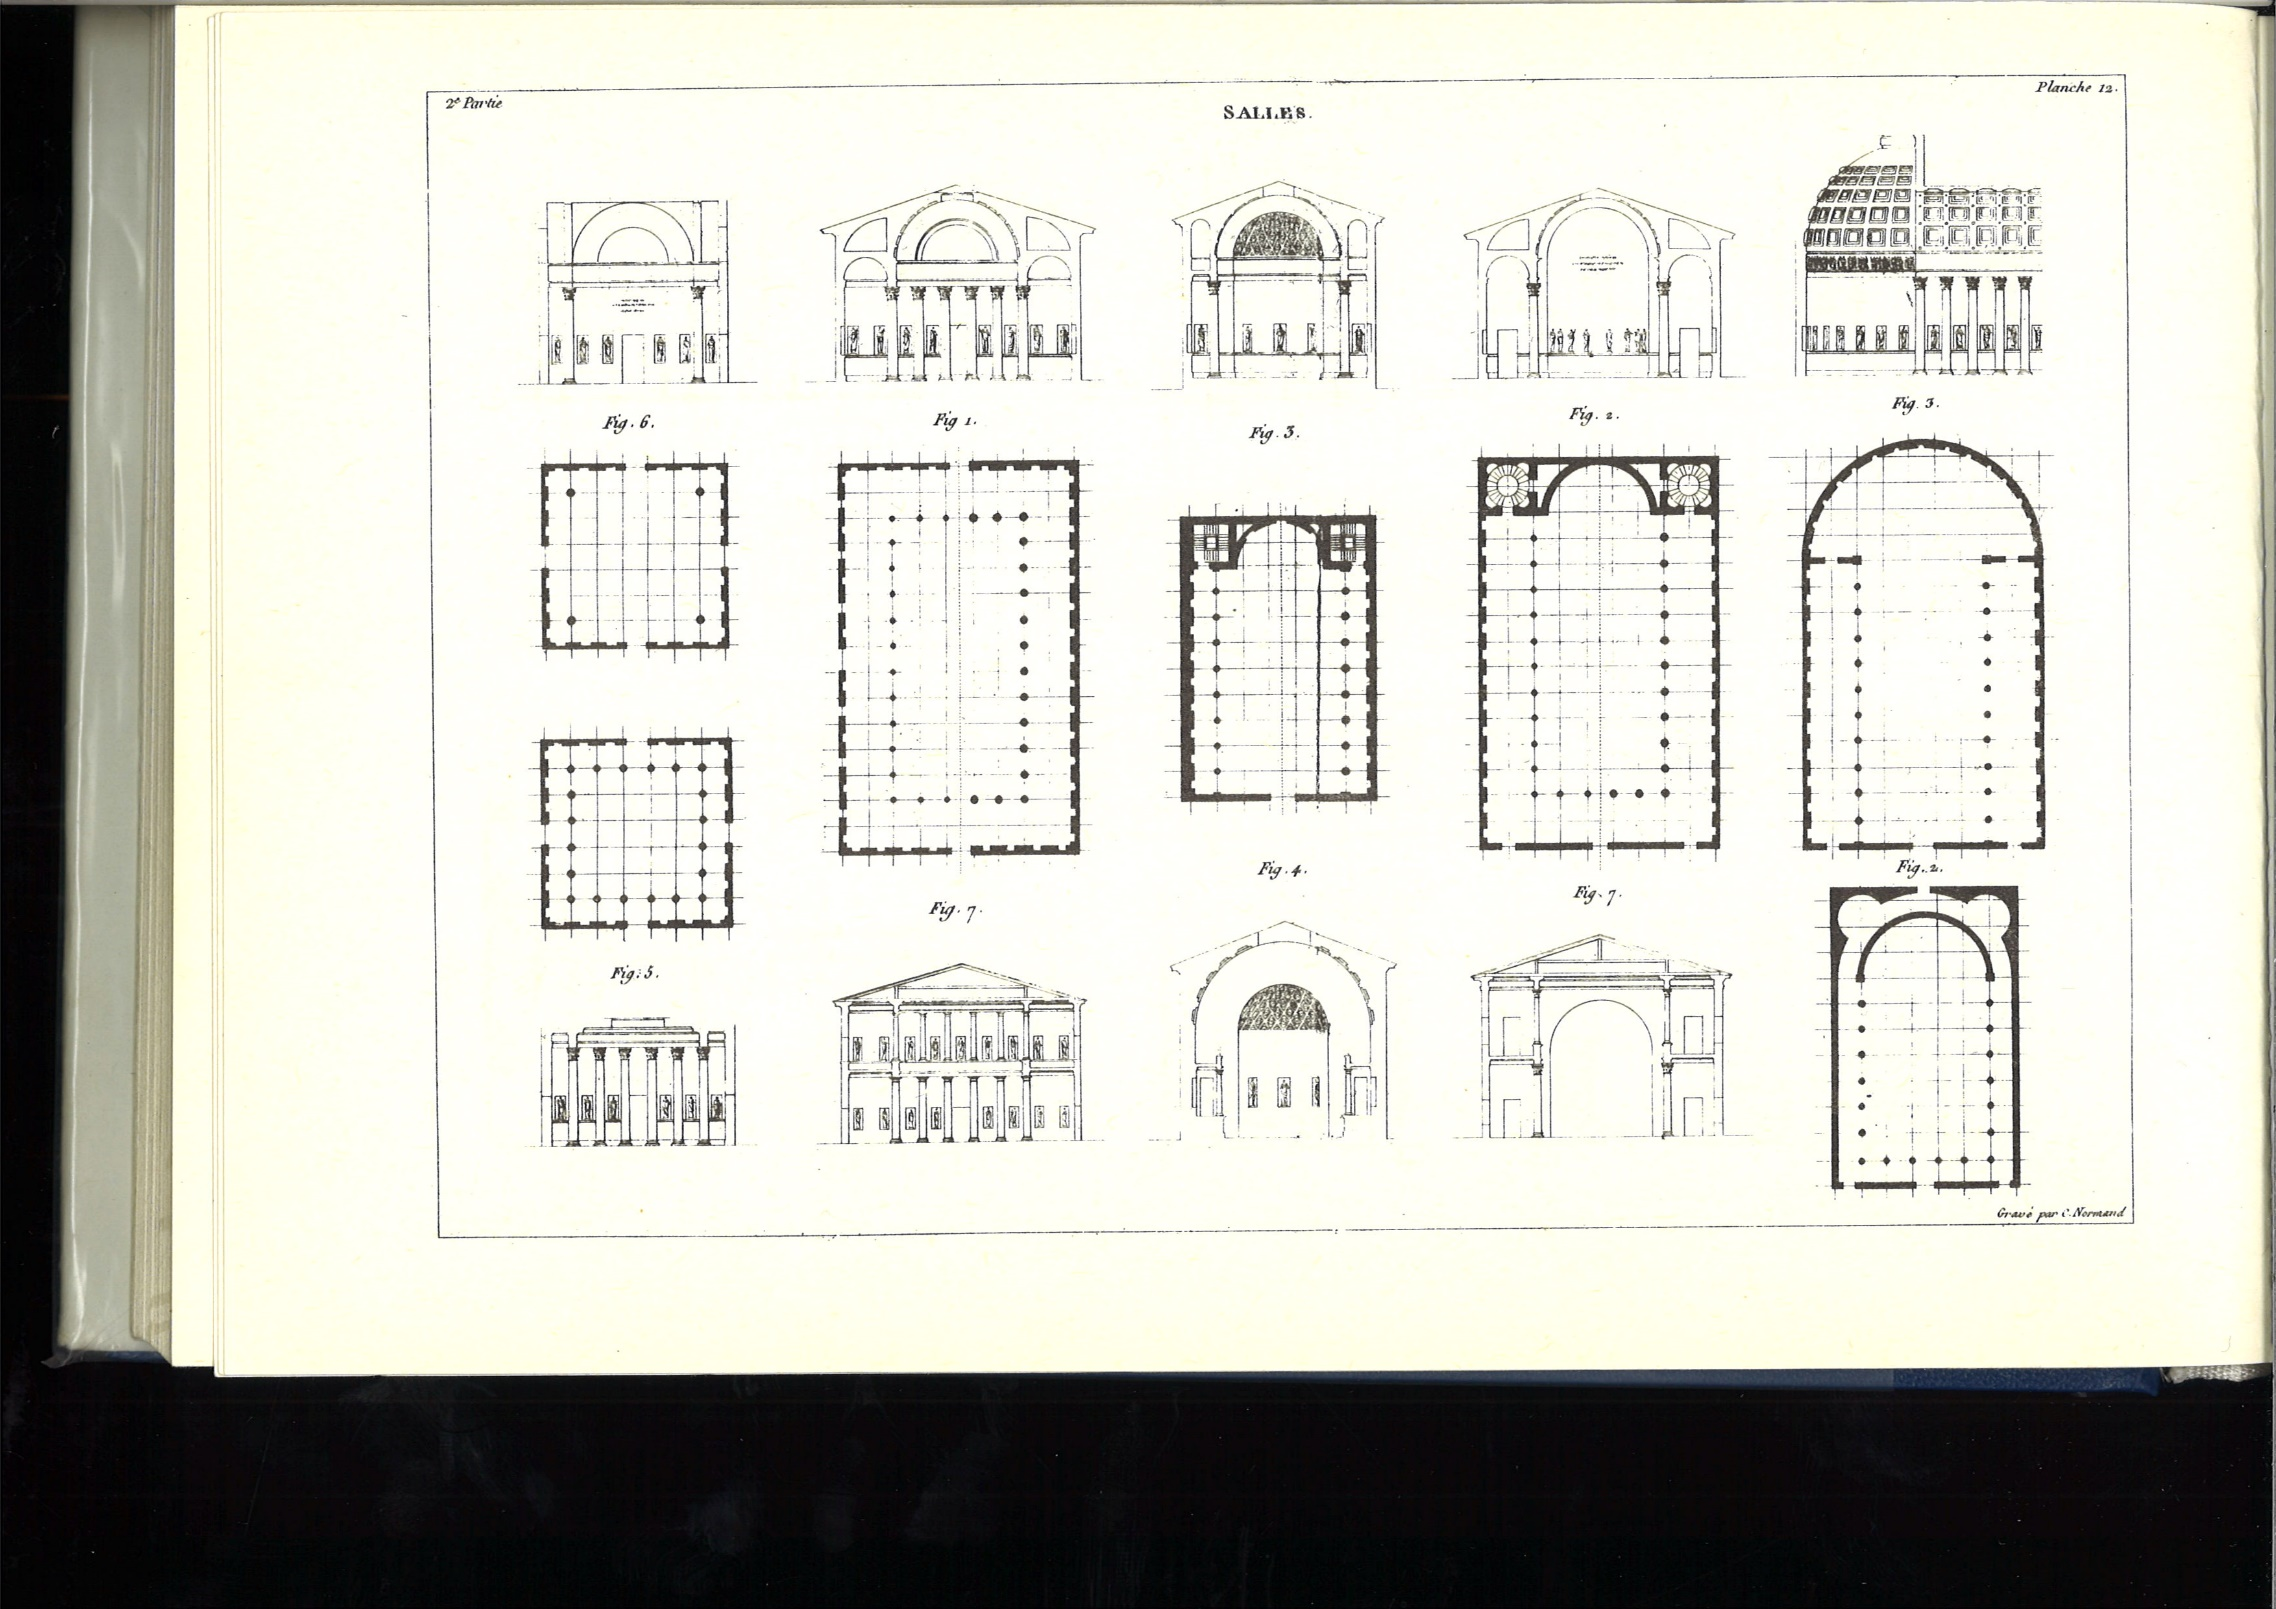 2e Partie
SALLES.
Planche 12.
Fig. 6.
Fig 1.
Fig. 3.
Fig. 2.
Fig. 3.
Fig. 4.
Fig. 7.
Fig. 2.
Fig. 7.
Fig. 5.
Gravé par C. Normand